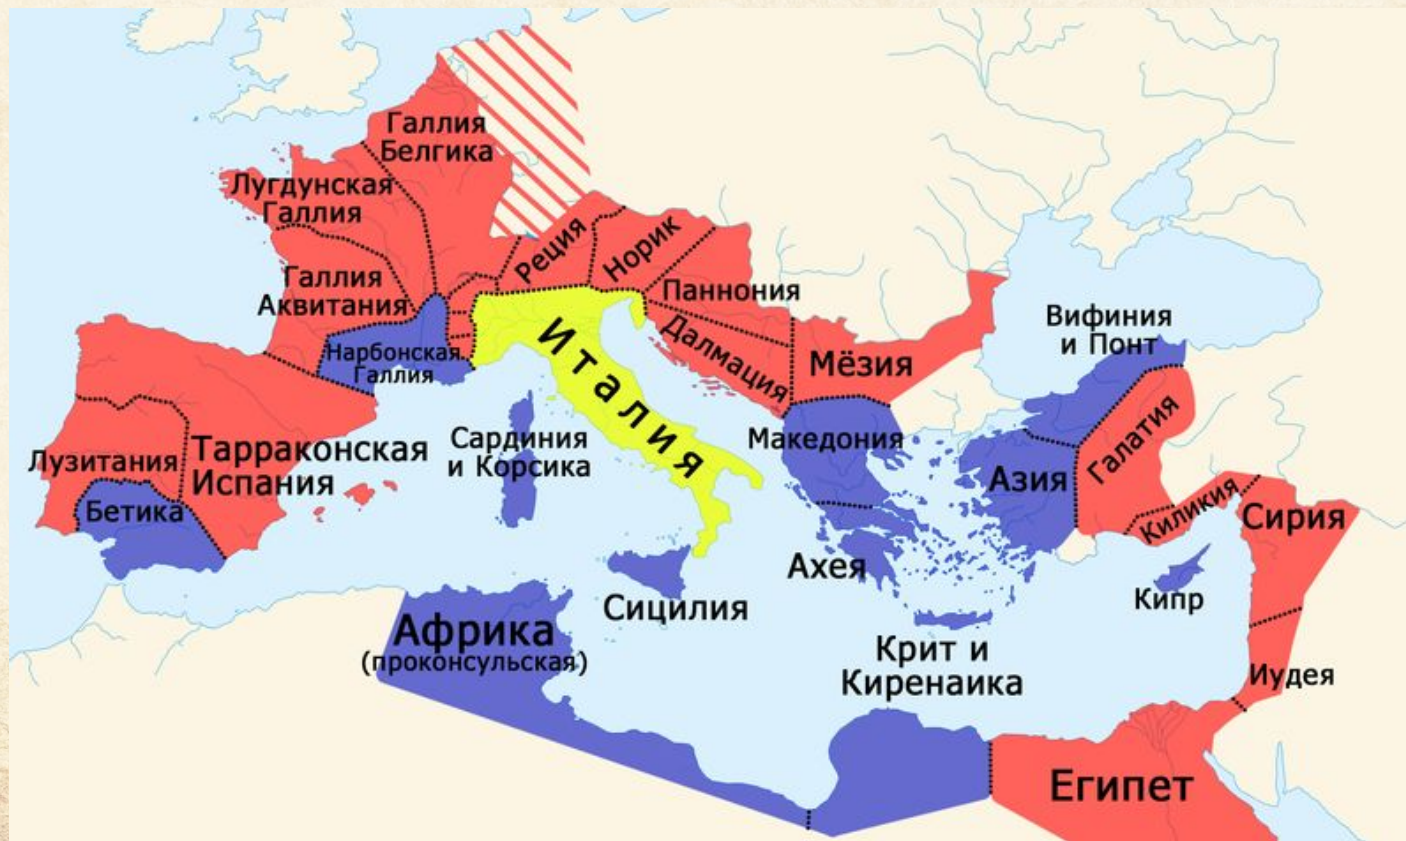 Галлия
Белгика
Лугдунская
Галлия
Галлия
Аквитания
Нарбонская
Галлия
Реция
Норик
Паннония
Далмация
Мёзия
Италия
Вифиния
и Понт
Лузитания
Бетика
Тарраконская
Испания
Сардиния
и Корсика
Македония
Азия
Галатия
Киликия
Сирия
Ахея
Кипр
Сицилия
Африка
(проконсульская)
Крит и
Киренаика
Иудея
Египет